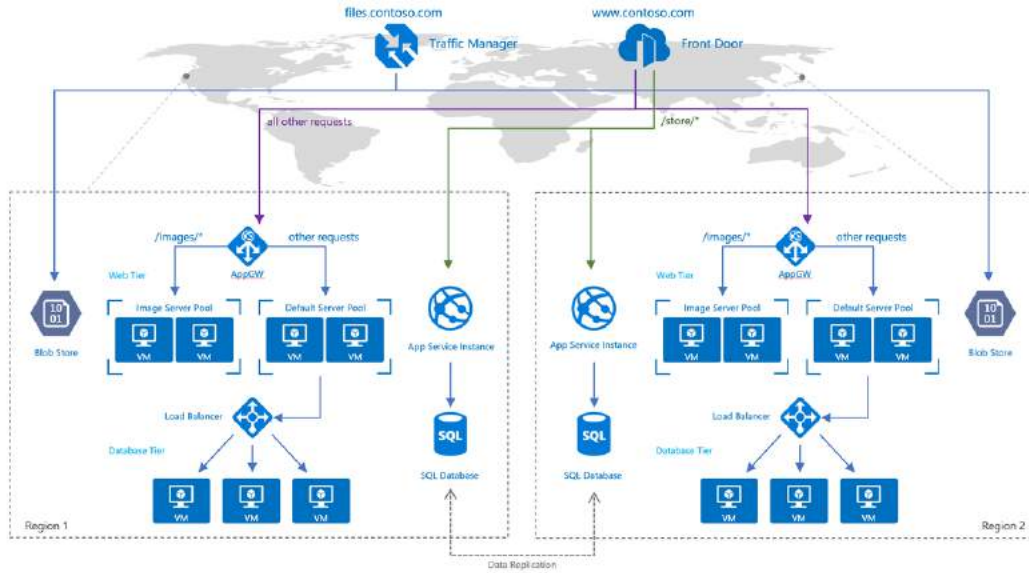 files.contoso.com
www.contoso.com
Traffic Manager
Front Door
all other requests
/store/*
/images/*
other requests
AppGW
Web Tier
Image Server Pool
Default Server Pool
VM
VM
VM
VM
Blob Store
App Service Instance
Load Balancer
SQL
Database Tier
SQL Database
VM
VM
VM
Region 1
/images/*
other requests
AppGW
Web Tier
Image Server Pool
Default Server Pool
VM
VM
VM
VM
10
01
Blob Store
App Service Instance
Load Balancer
SQL
Database Tier
SQL Database
VM
VM
VM
Region 2
10
01
Data Replication